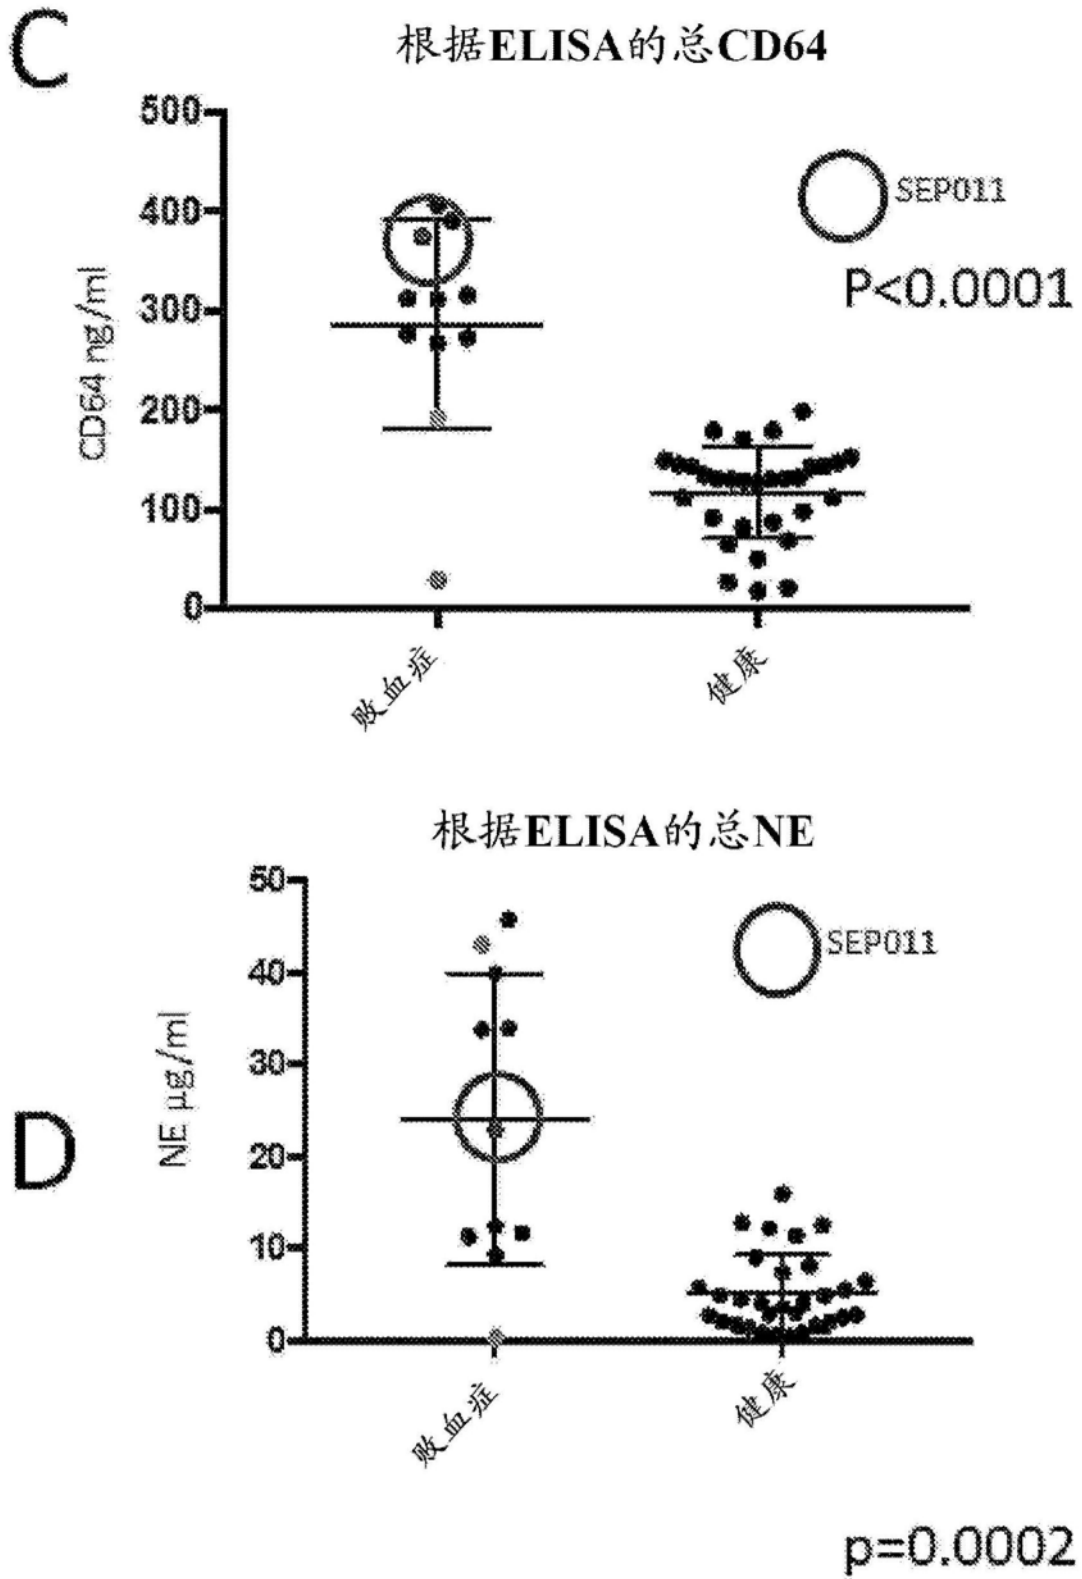 C
根据ELISA的总CD64
500
400
300
200
100
0
CD64 ng/ml
SEP011
P<0.0001
败血症
健康
D
根据ELISA的总NE
50
40
30
20
10
0
NE µg/ml
SEP011
败血症
健康
p=0.0002